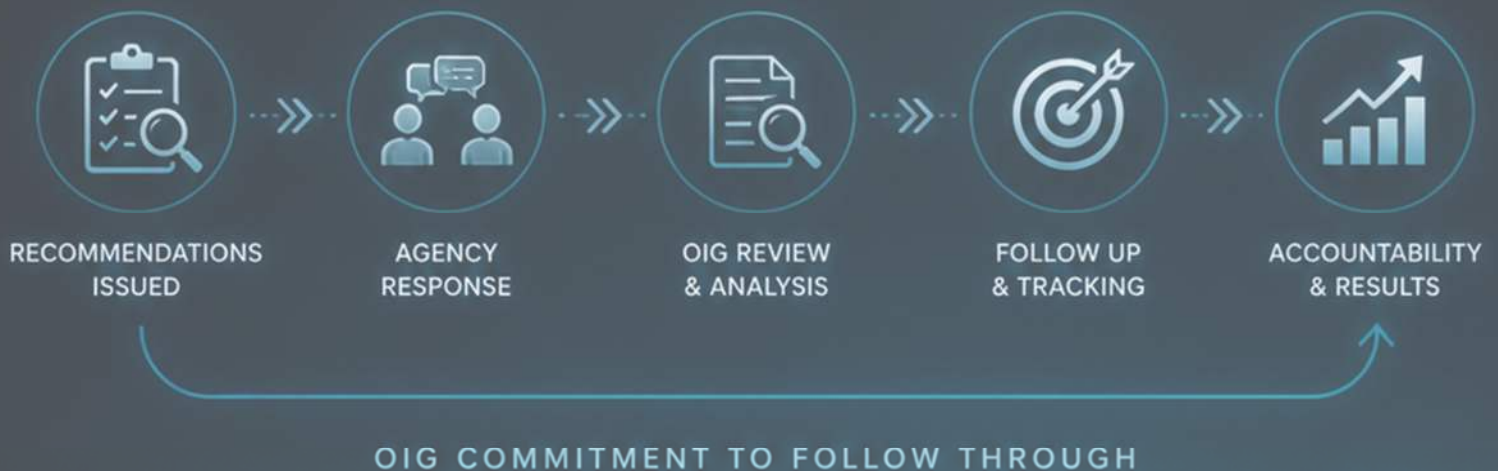 RECOMMENDATIONS
ISSUED
AGENCY
RESPONSE
OIG REVIEW
& ANALYSIS
FOLLOW UP
& TRACKING
ACCOUNTABILITY
& RESULTS
OIG COMMITMENT TO FOLLOW THROUGH